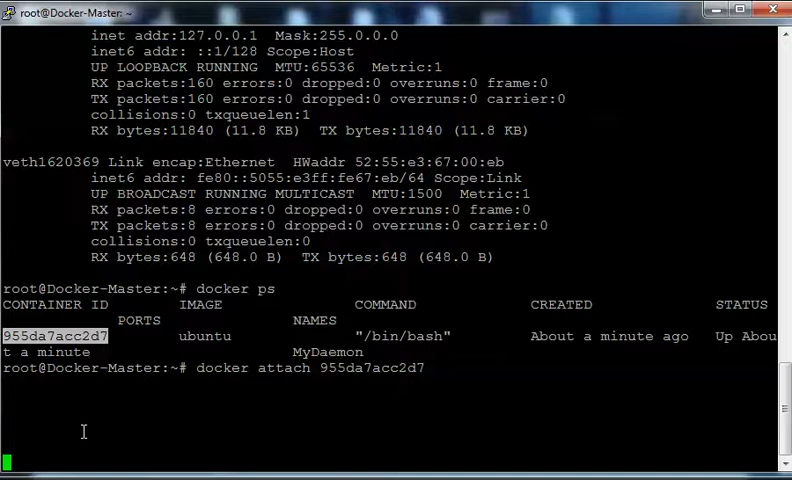 root@Docker-Master: ~
inet addr:127.0.0.1  Mask:255.0.0.0
inet6 addr: ::1/128 Scope:Host
UP LOOPBACK RUNNING  MTU:65536  Metric:1
RX packets:160 errors:0 dropped:0 overruns:0 frame:0
TX packets:160 errors:0 dropped:0 overruns:0 carrier:0
collisions:0 txqueuelen:1
RX bytes:11840 (11.8 KB)  TX bytes:11840 (11.8 KB)
veth1620369 Link encap:Ethernet  HWaddr 52:55:e3:67:00:eb
inet6 addr: fe80::5055:e3ff:fe67:eb/64 Scope:Link
UP BROADCAST RUNNING MULTICAST  MTU:1500  Metric:1
RX packets:8 errors:0 dropped:0 overruns:0 frame:0
TX packets:8 errors:0 dropped:0 overruns:0 carrier:0
collisions:0 txqueuelen:0
RX bytes:648 (648.0 B)  TX bytes:648 (648.0 B)
root@Docker-Master:~# docker ps
CONTAINER ID        IMAGE               COMMAND             CREATED              STATUS
PORTS               NAMES
955da7acc2d7        ubuntu              "/bin/bash"         About a minute ago   Up Abou
t a minute                          MyDaemon
root@Docker-Master:~# docker attach 955da7acc2d7